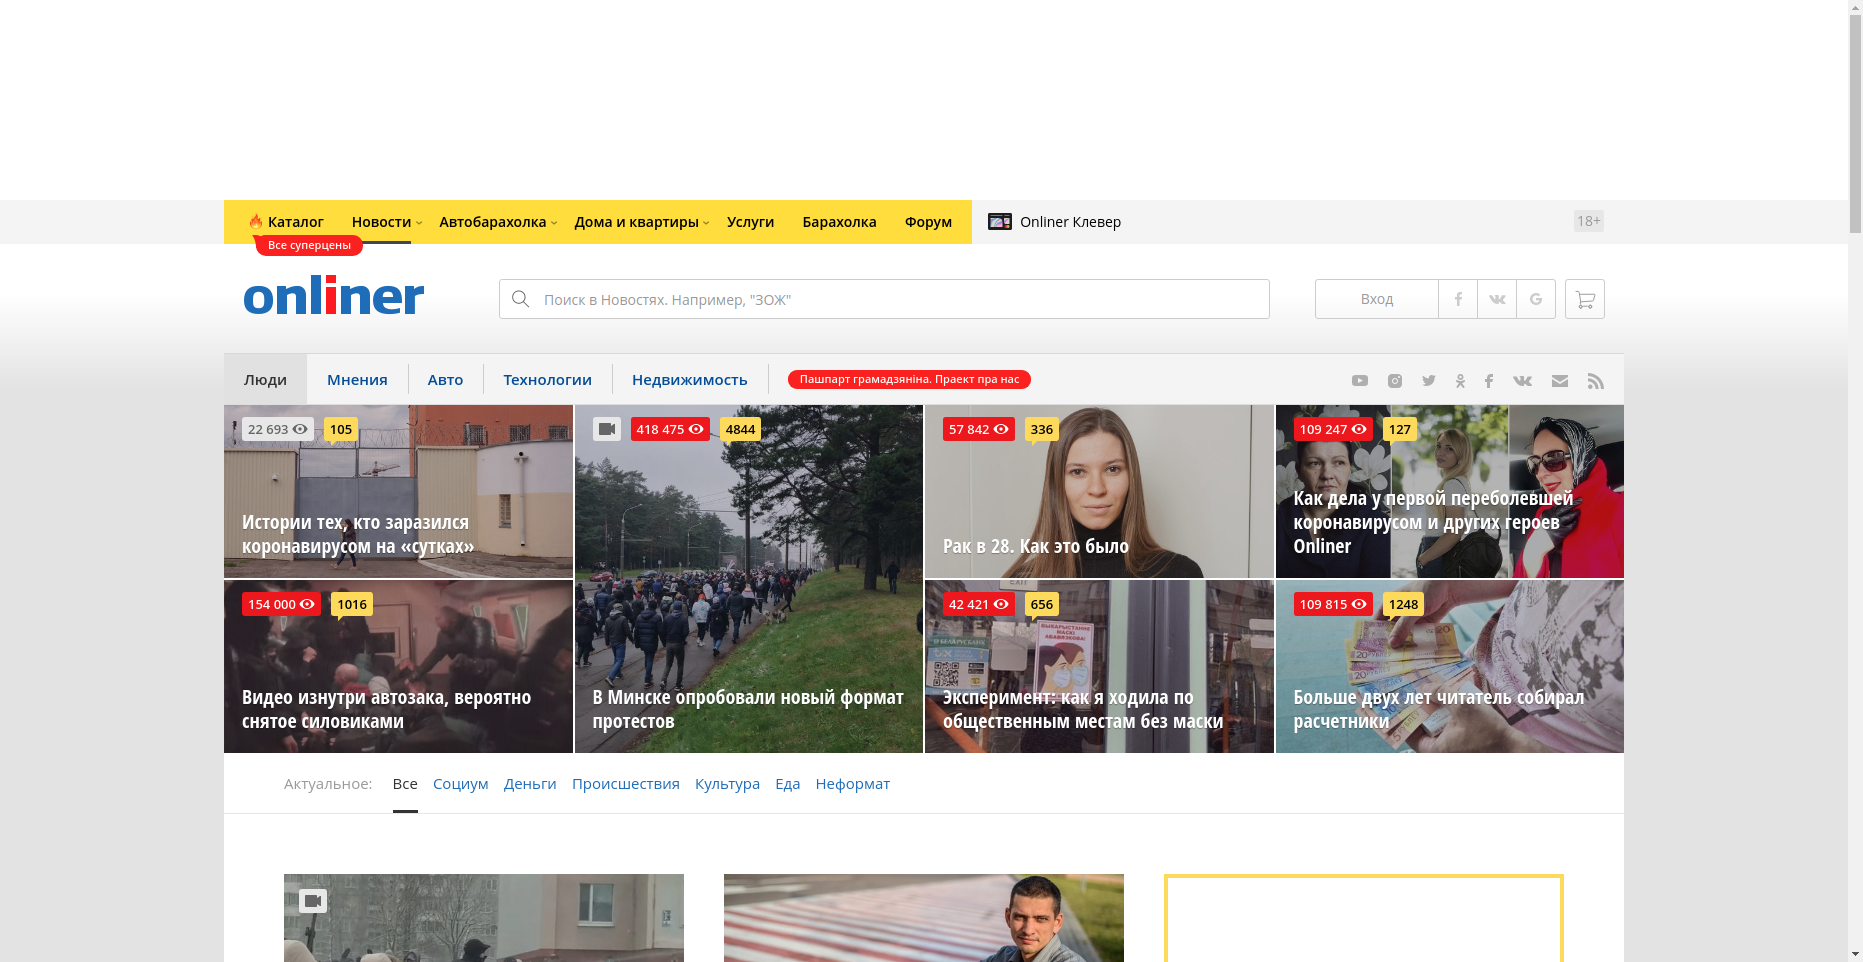 Каталог Новости Автобарахолка Дома и квартиры Услуги Барахолка Форум Onliner Клевер 18+
Все суперцены
onliner
Поиск в Новостях. Например, "ЗОЖ"
Вход
Люди Мнения Авто Технологии Недвижимость Пашпарт грамадзяніна. Праект пра нас
22 693 105
Истории тех, кто заразился
коронавирусом на «сутках»
418 475 4844
В Минске опробовали новый формат
протестов
57 842 336
Рак в 28. Как это было
109 247 127
Как дела у первой переболевшей
коронавирусом и других героев
Onliner
154 000 1016
Видео изнутри автозака, вероятно
снятое силовиками
42 421 656
Эксперимент: как я ходила по
общественным местам без маски
109 815 1248
Больше двух лет читатель собирал
расчетники
Актуальное: Все Социум Деньги Происшествия Культура Еда Неформат